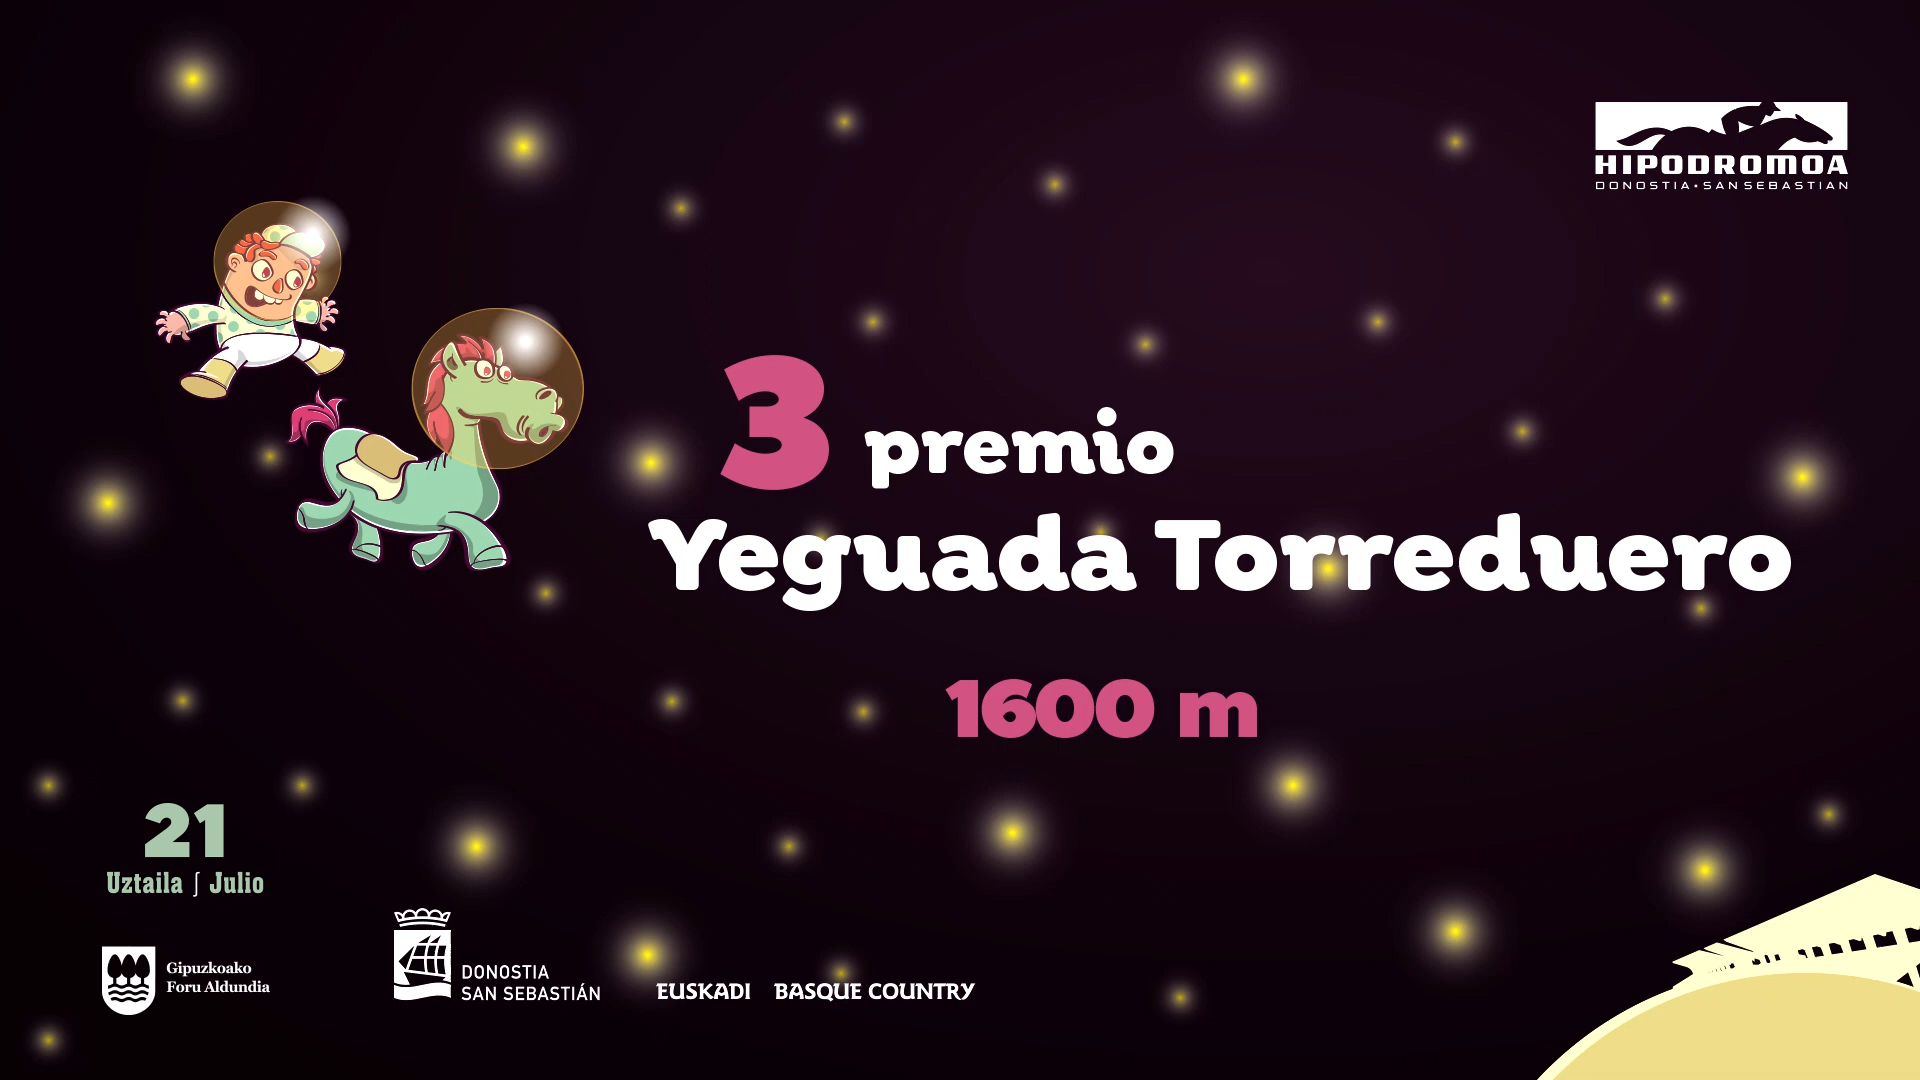 HIPODROMOA
DONOSTIA • SAN SEBASTIAN
3 premio
Yeguada Torreduero
1600 m
21
Uztaila ∫ Julio
Gipuzkoako
Foru Aldundia
DONOSTIA
SAN SEBASTIÁN
EUSKADI BASQUE COUNTRY